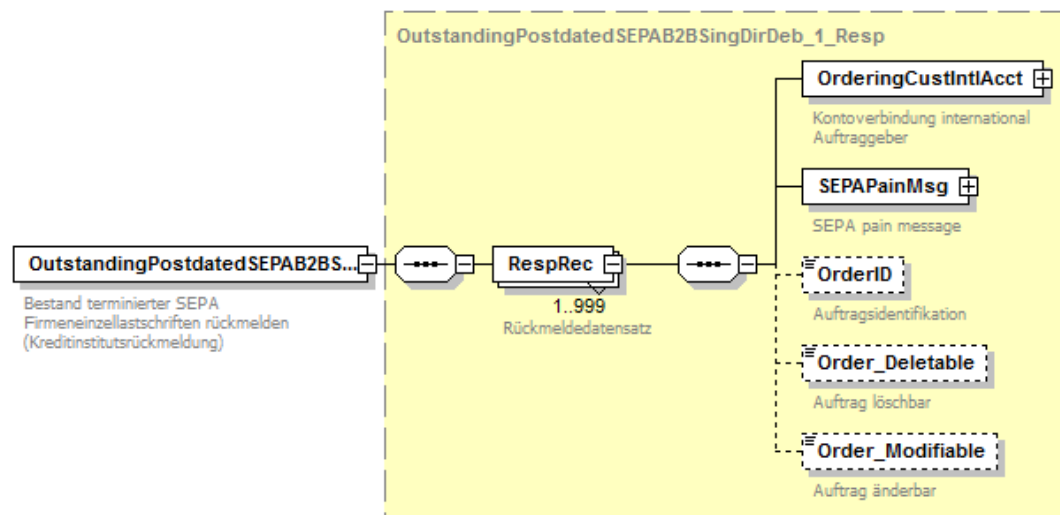 OutstandingPostdatedSEPAB2BSingDirDeb_1_Resp
OrderingCustIntlAcct
Kontoverbindung international
Auftraggeber
SEPAPainMsg
SEPA pain message
OutstandingPostdatedSEPAB2BS...
Bestand terminierter SEPA
Firmeneinzellastschriften rückmelden
(Kreditinstitutsrückmeldung)
RespRec
1..999
Rückmeldedatensatz
OrderID
Auftragsidentifikation
Order_Deletable
Auftrag löschbar
Order_Modifiable
Auftrag änderbar